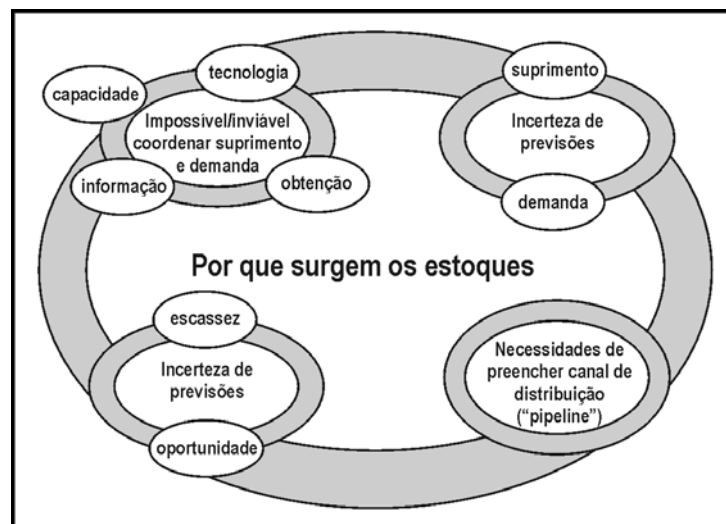 tecnologia
capacidade
Impossível/inviável
coordenar suprimento
e demanda
informação
obtenção
suprimento
Incerteza de
previsões
demanda
Por que surgem os estoques
escassez
Incerteza de
previsões
oportunidade
Necessidades de
preencher canal de
distribuição
(“pipeline”)